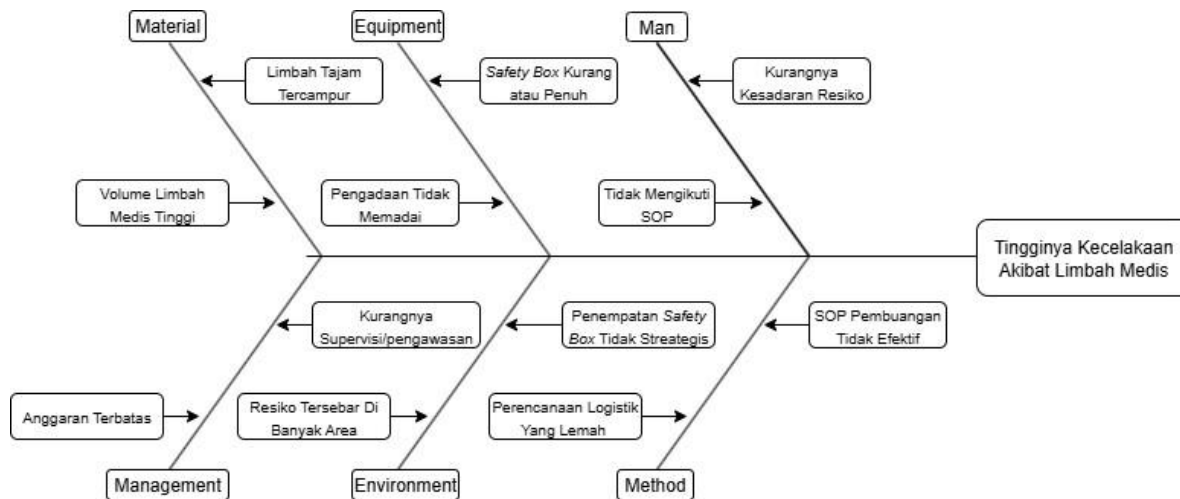 Material
Equipment
Man
Limbah Tajam
Tercampur
Safety Box Kurang
atau Penuh
Kurangnya
Kesadaran Resiko
Volume Limbah
Medis Tinggi
Pengadaan Tidak
Memadai
Tidak Mengikuti
SOP
Tingginya Kecelakaan
Akibat Limbah Medis
Kurangnya
Supervisi/pengawasan
Penempatan Safety
Box Tidak Streategis
SOP Pembuangan
Tidak Efektif
Anggaran Terbatas
Resiko Tersebar Di
Banyak Area
Perencanaan Logistik
Yang Lemah
Management
Environment
Method